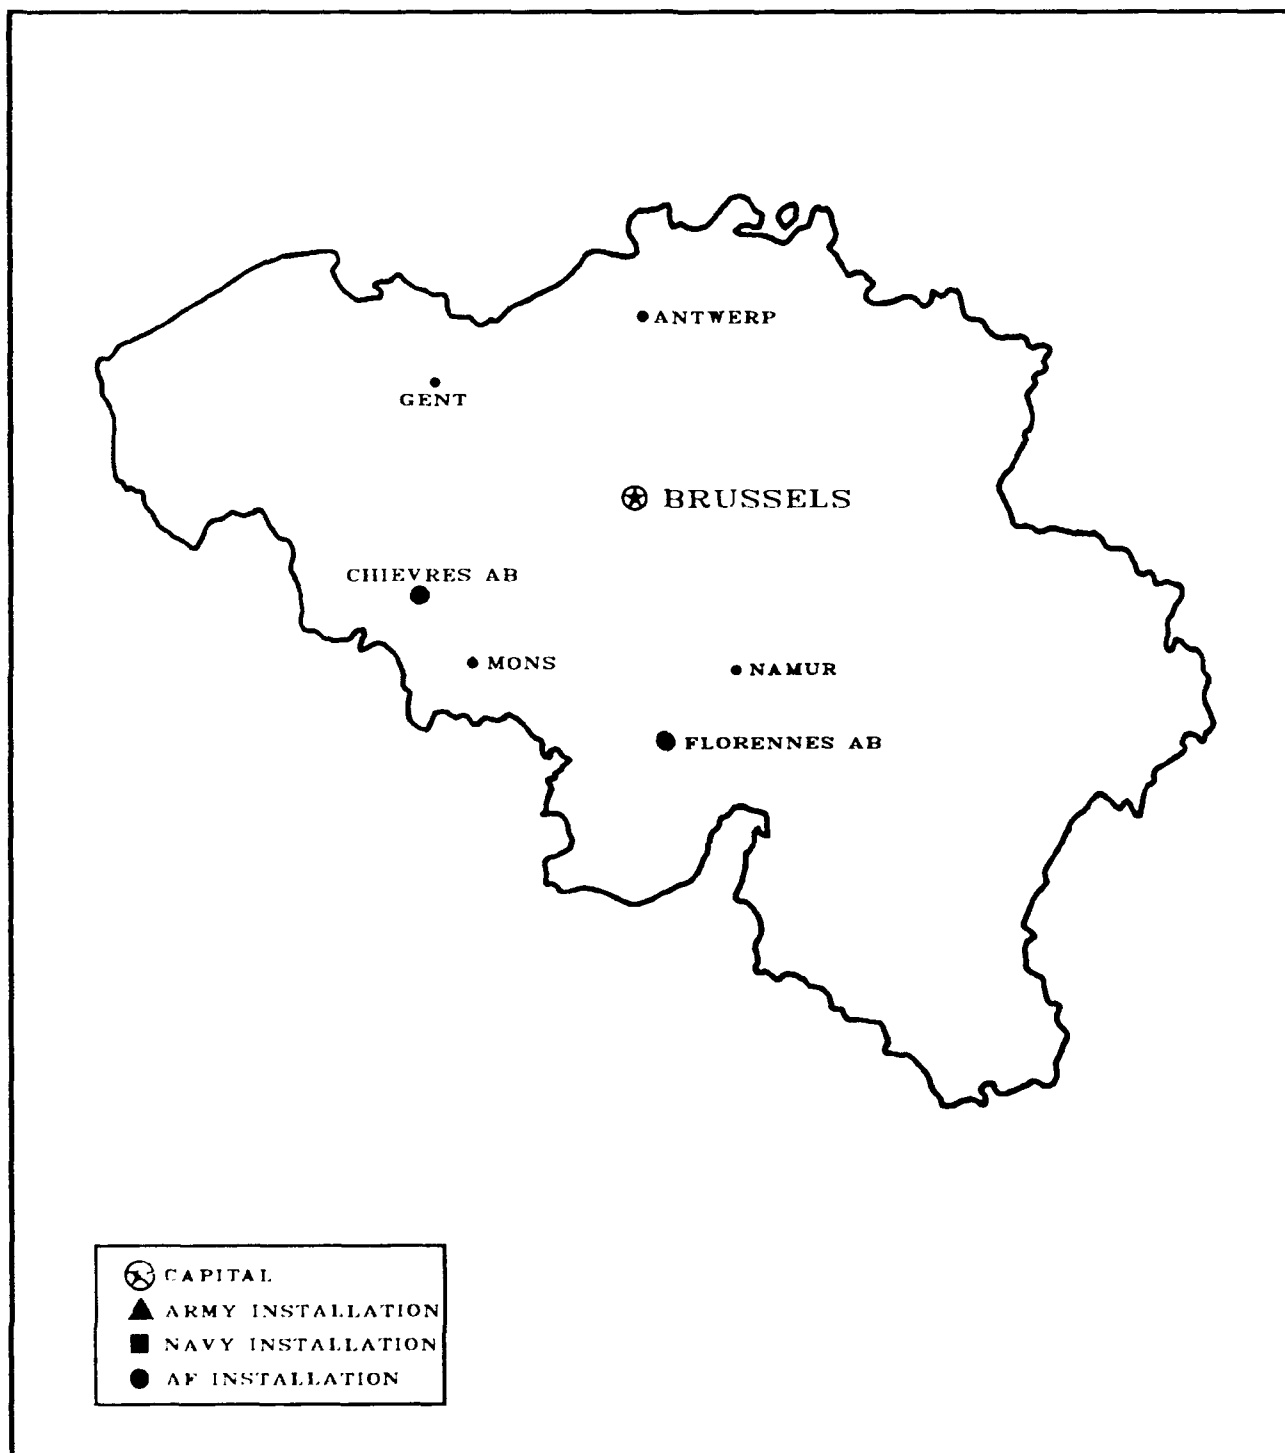 ANTWERP
GENT
BRUSSELS
CHIEVRES AB
MONS
NAMUR
FLORENNES AB
CAPITAL
ARMY INSTALLATION
NAVY INSTALLATION
AF INSTALLATION